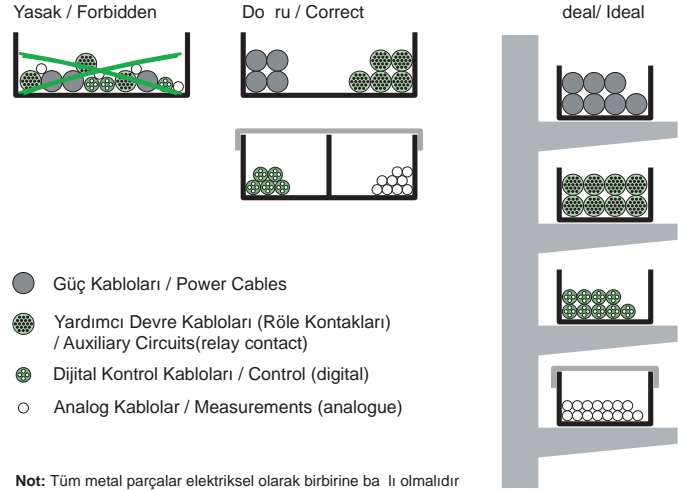 Yasak / Forbidden
Do ru / Correct
deal/ Ideal
Güç Kabloları / Power Cables
Yardımcı Devre Kabloları (Röle Kontakları)
/ Auxiliary Circuits(relay contact)
Dijital Kontrol Kabloları / Control (digital)
Analog Kablolar / Measurements (analogue)
Not: Tüm metal parçalar elektriksel olarak birbirine ba lı olmalıdır